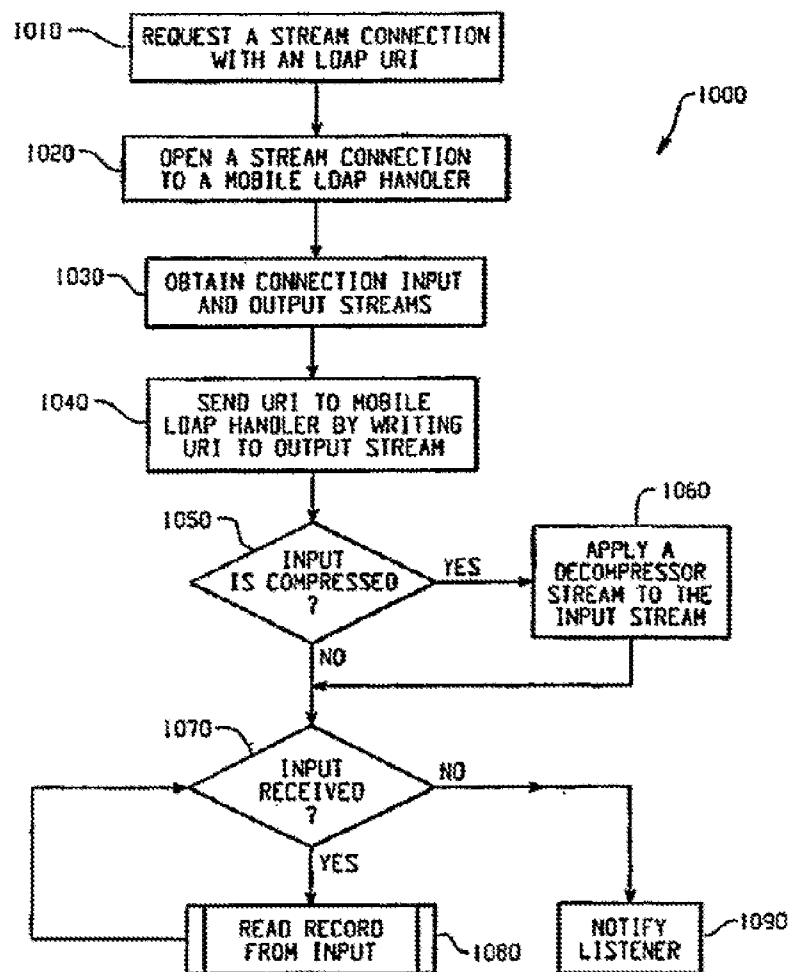 1010
REQUEST A STREAM CONNECTION
WITH AN LDAP URI
1000
1020
OPEN A STREAM CONNECTION
TO A MOBILE LDAP HANDLER
1030
OBTAIN CONNECTION INPUT
AND OUTPUT STREAMS
1040
SEND URI TO MOBILE
LDAP HANDLER BY WRITING
URI TO OUTPUT STREAM
1050
INPUT
IS COMPRESSED
?
YES
NO
1060
APPLY A
DECOMPRESSOR
STREAM TO THE
INPUT STREAM
1070
INPUT
RECEIVED
?
NO
YES
READ RECORD
FROM INPUT
1080
NOTIFY
LISTENER
1090